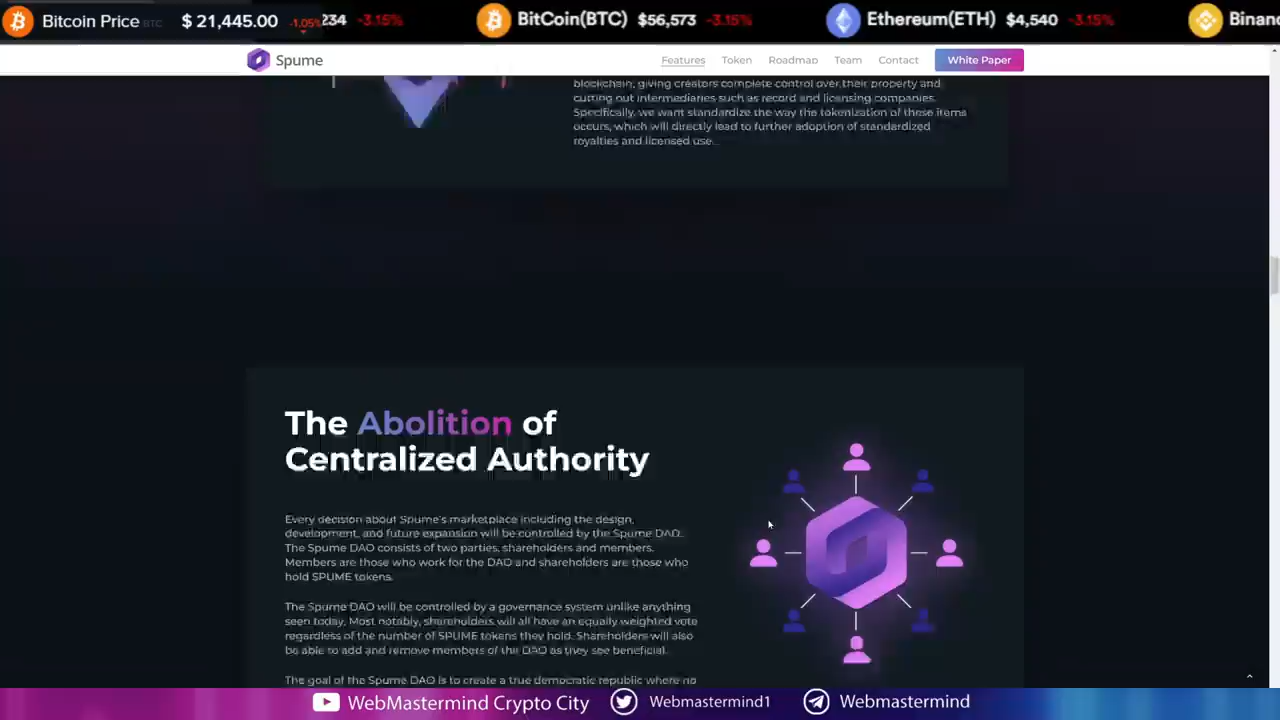 Bitcoin Price BTC $ 21,445.00 -1.05% 234 -3.15% BitCoin(BTC) $56,573 -3.15% Ethereum(ETH) $4,540 -3.15%
Spume Features Token Roadmap Team Contact White Paper
blockchain, giving creators complete control over their property and
cutting out intermediaries such as record and licensing companies.
Specifically, we want standardize the way the tokenization of these items
occurs, which will directly lead to further adoption of standardized
royalties and licensed use.
The Abolition of
Centralized Authority
Every decision about Spume's marketplace including the design,
development, and future expansion will be controlled by the Spume DAO.
The Spume DAO consists of two parties, shareholders and members.
Members are those who work for the DAO and shareholders are those who
hold SPUME tokens.
The Spume DAO will be controlled by a governance system unlike anything
seen today. Most notably, shareholders will all have an equally weighted vote
regardless of the number of SPUME tokens they hold. Shareholders will also
be able to add and remove members of the DAO as they see beneficial.
The goal of the Spume DAO is to create a true democratic republic where no
WebMastermind Crypto City Webmastermind1 Webmastermind